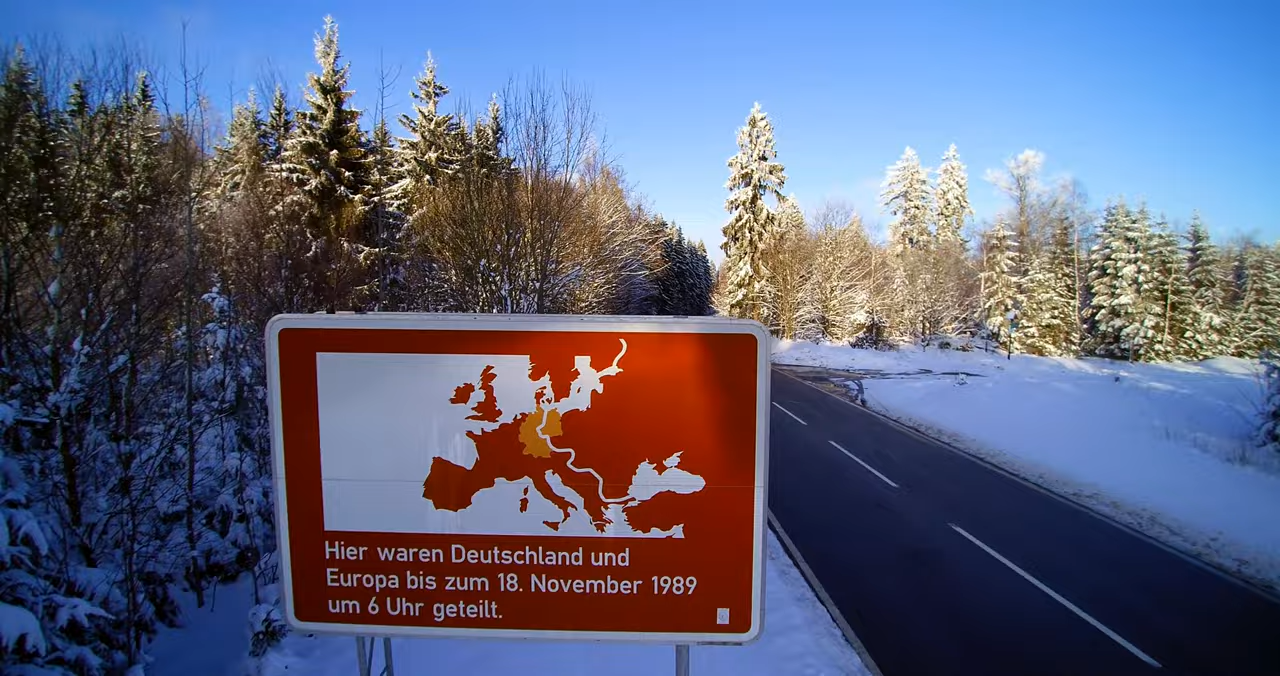 Hier waren Deutschland und
Europa bis zum 18. November 1989
um 6 Uhr geteilt.